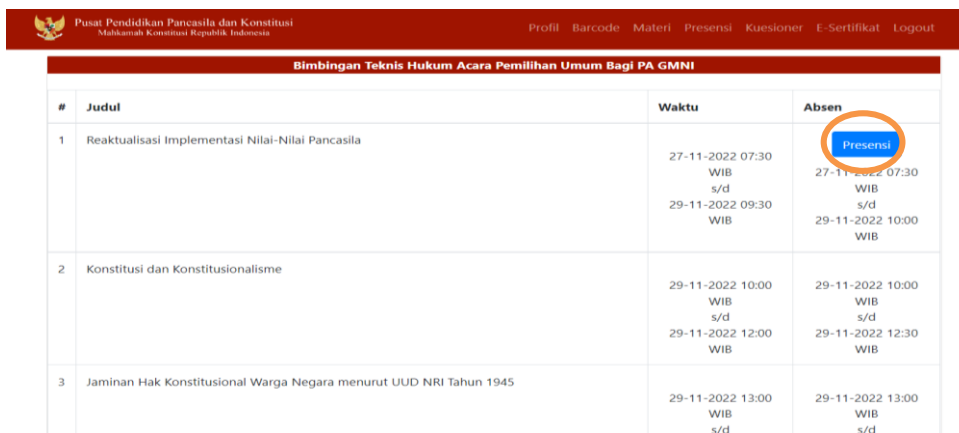 Pusat Pendidikan Pancasila dan Konstitusi
Mahkamah Konstitusi Republik Indonesia
Profil Barcode Materi Presensi Kuesioner E-Sertifikat Logout
Bimbingan Teknis Hukum Acara Pemilihan Umum Bagi PA GMNI
# Judul Waktu Absen
1 Reaktualisasi Implementasi Nilai-Nilai Pancasila
27-11-2022 07:30
WIB
s/d
29-11-2022 09:30
WIB
Presensi
27-11-2022 07:30
WIB
s/d
29-11-2022 10:00
WIB
2 Konstitusi dan Konstitusionalisme
29-11-2022 10:00
WIB
s/d
29-11-2022 12:00
WIB
29-11-2022 10:00
WIB
s/d
29-11-2022 12:30
WIB
3 Jaminan Hak Konstitusional Warga Negara menurut UUD NRI Tahun 1945
29-11-2022 13:00
WIB
s/d
29-11-2022 13:00
WIB
s/d